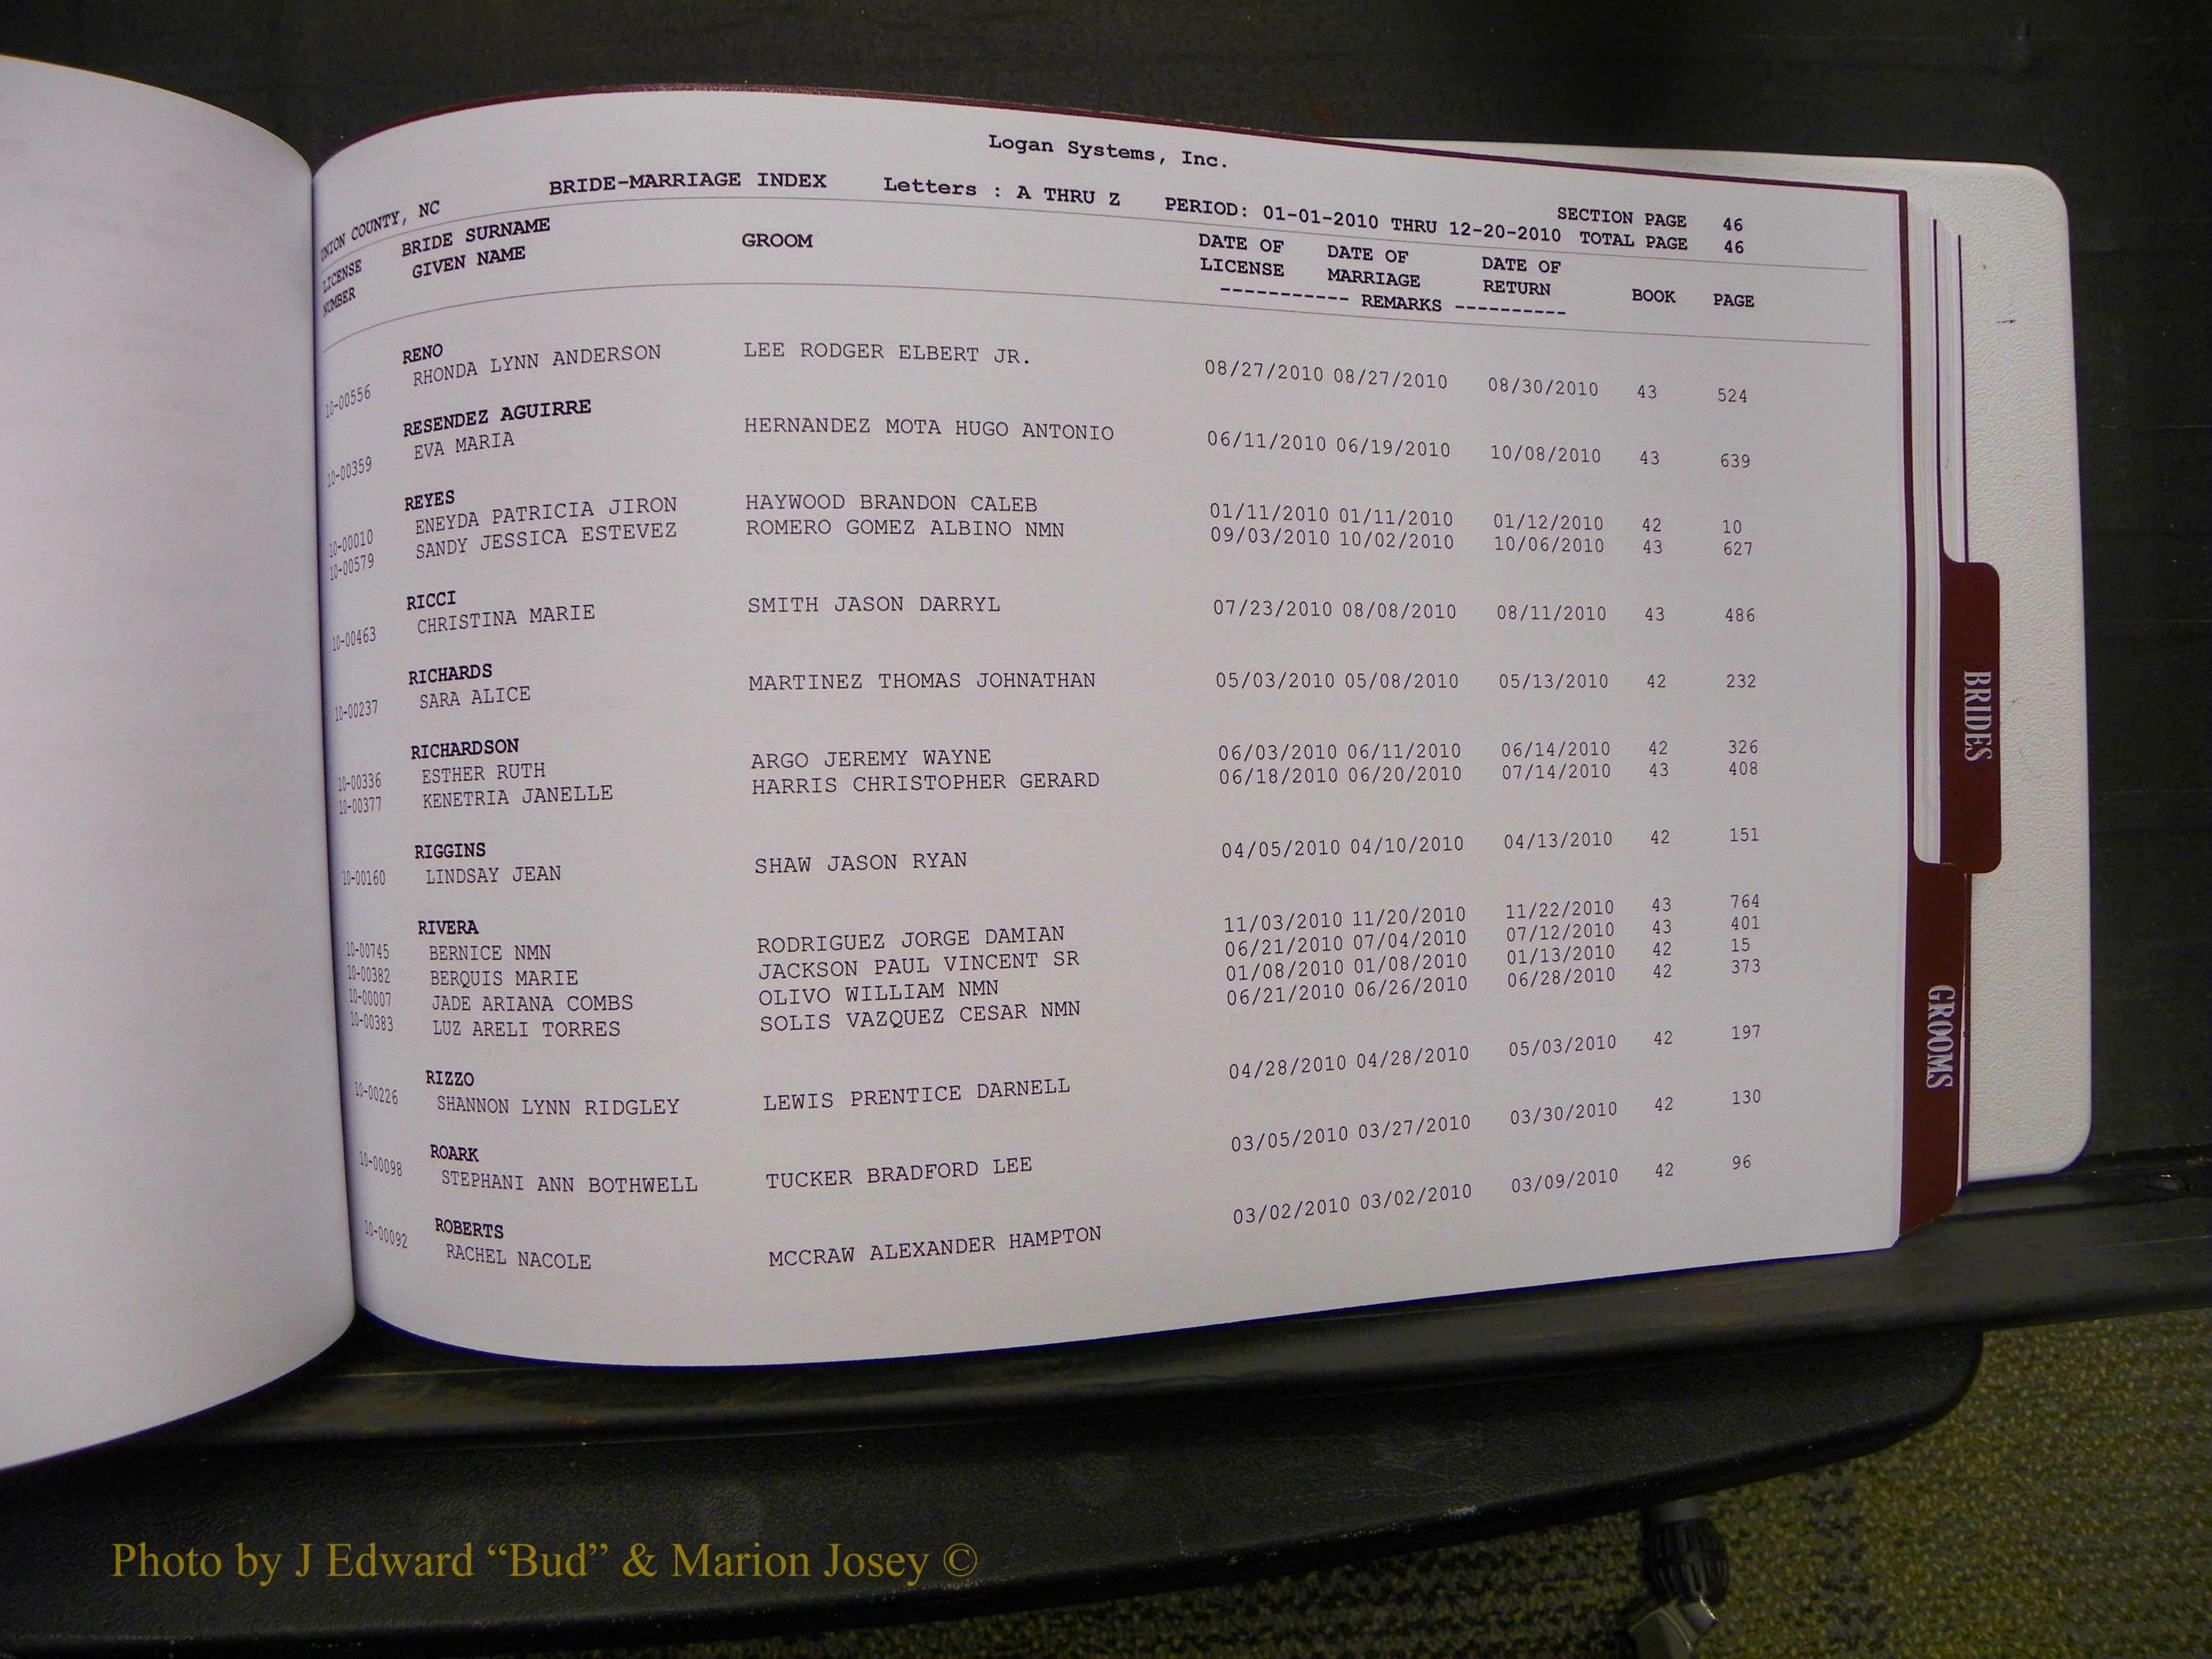 Logan Systems, Inc.
UNION COUNTY, NC BRIDE-MARRIAGE INDEX Letters : A THRU Z PERIOD: 01-01-2010 THRU 12-20-2010 SECTION PAGE 46
TOTAL PAGE 46
LICENSE NUMBER BRIDE SURNAME GIVEN NAME GROOM DATE OF LICENSE DATE OF MARRIAGE DATE OF RETURN BOOK PAGE
----------- REMARKS ----------
RENO
10-00556 RHONDA LYNN ANDERSON LEE RODGER ELBERT JR. 08/27/2010 08/27/2010 08/30/2010 43 524
RESENDEZ AGUIRRE
10-00359 EVA MARIA HERNANDEZ MOTA HUGO ANTONIO 06/11/2010 06/19/2010 10/08/2010 43 639
REYES
10-00010 ENEYDA PATRICIA JIRON HAYWOOD BRANDON CALEB 01/11/2010 01/11/2010 01/12/2010 42 10
10-00579 SANDY JESSICA ESTEVEZ ROMERO GOMEZ ALBINO NMN 09/03/2010 10/02/2010 10/06/2010 43 627
RICCI
10-00463 CHRISTINA MARIE SMITH JASON DARRYL 07/23/2010 08/08/2010 08/11/2010 43 486
RICHARDS
10-00237 SARA ALICE MARTINEZ THOMAS JOHNATHAN 05/03/2010 05/08/2010 05/13/2010 42 232
RICHARDSON
10-00336 ESTHER RUTH ARGO JEREMY WAYNE 06/03/2010 06/11/2010 06/14/2010 42 326
10-00377 KENETRIA JANELLE HARRIS CHRISTOPHER GERARD 06/18/2010 06/20/2010 07/14/2010 43 408
RIGGINS
10-00160 LINDSAY JEAN SHAW JASON RYAN 04/05/2010 04/10/2010 04/13/2010 42 151
RIVERA
10-00745 BERNICE NMN RODRIGUEZ JORGE DAMIAN 11/03/2010 11/20/2010 11/22/2010 43 764
10-00382 BERQUIS MARIE JACKSON PAUL VINCENT SR 06/21/2010 07/04/2010 07/12/2010 43 401
10-00007 JADE ARIANA COMBS OLIVO WILLIAM NMN 01/08/2010 01/08/2010 01/13/2010 42 15
10-00383 LUZ ARELI TORRES SOLIS VAZQUEZ CESAR NMN 06/21/2010 06/26/2010 06/28/2010 42 373
RIZZO
10-00226 SHANNON LYNN RIDGLEY LEWIS PRENTICE DARNELL 04/28/2010 04/28/2010 05/03/2010 42 197
ROARK
10-00098 STEPHANI ANN BOTHWELL TUCKER BRADFORD LEE 03/05/2010 03/27/2010 03/30/2010 42 130
ROBERTS
10-00092 RACHEL NACOLE MCCRAW ALEXANDER HAMPTON 03/02/2010 03/02/2010 03/09/2010 42 96
BRIDES
GROOMS
Photo by J Edward “Bud” & Marion Josey ©